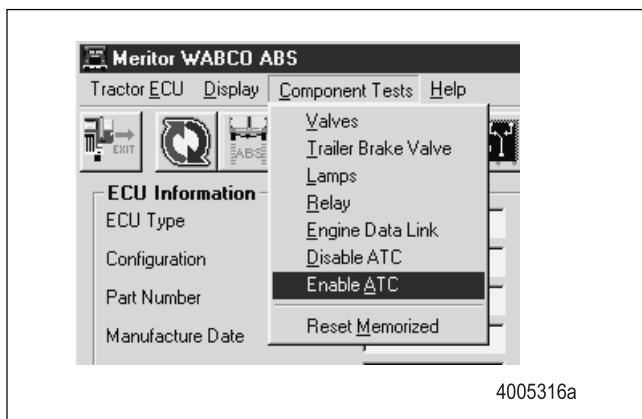 Meritor WABCO ABS
Tractor ECU Display Component Tests Help
EXIT ABS
Valves
Trailer Brake Valve
Lamps
Relay
Engine Data Link
Disable ATC
Enable ATC
Reset Memorized
ECU Information
ECU Type
Configuration
Part Number
Manufacture Date
4005316a